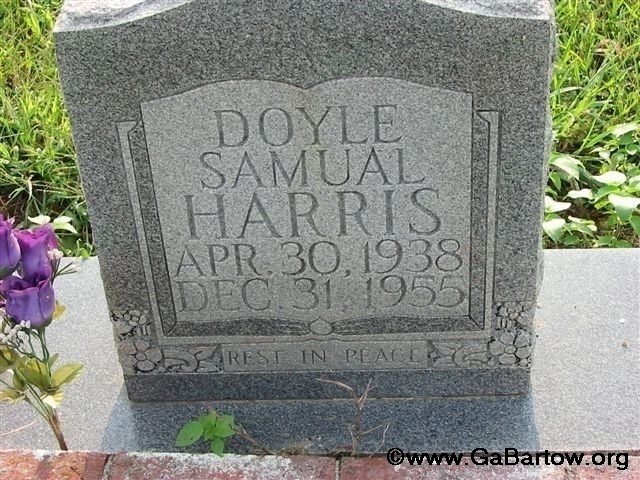 DOYLE
SAMUAL
HARRIS
APR. 30, 1938
DEC. 31, 1955
REST IN PEACE
©www.GaBartow.org